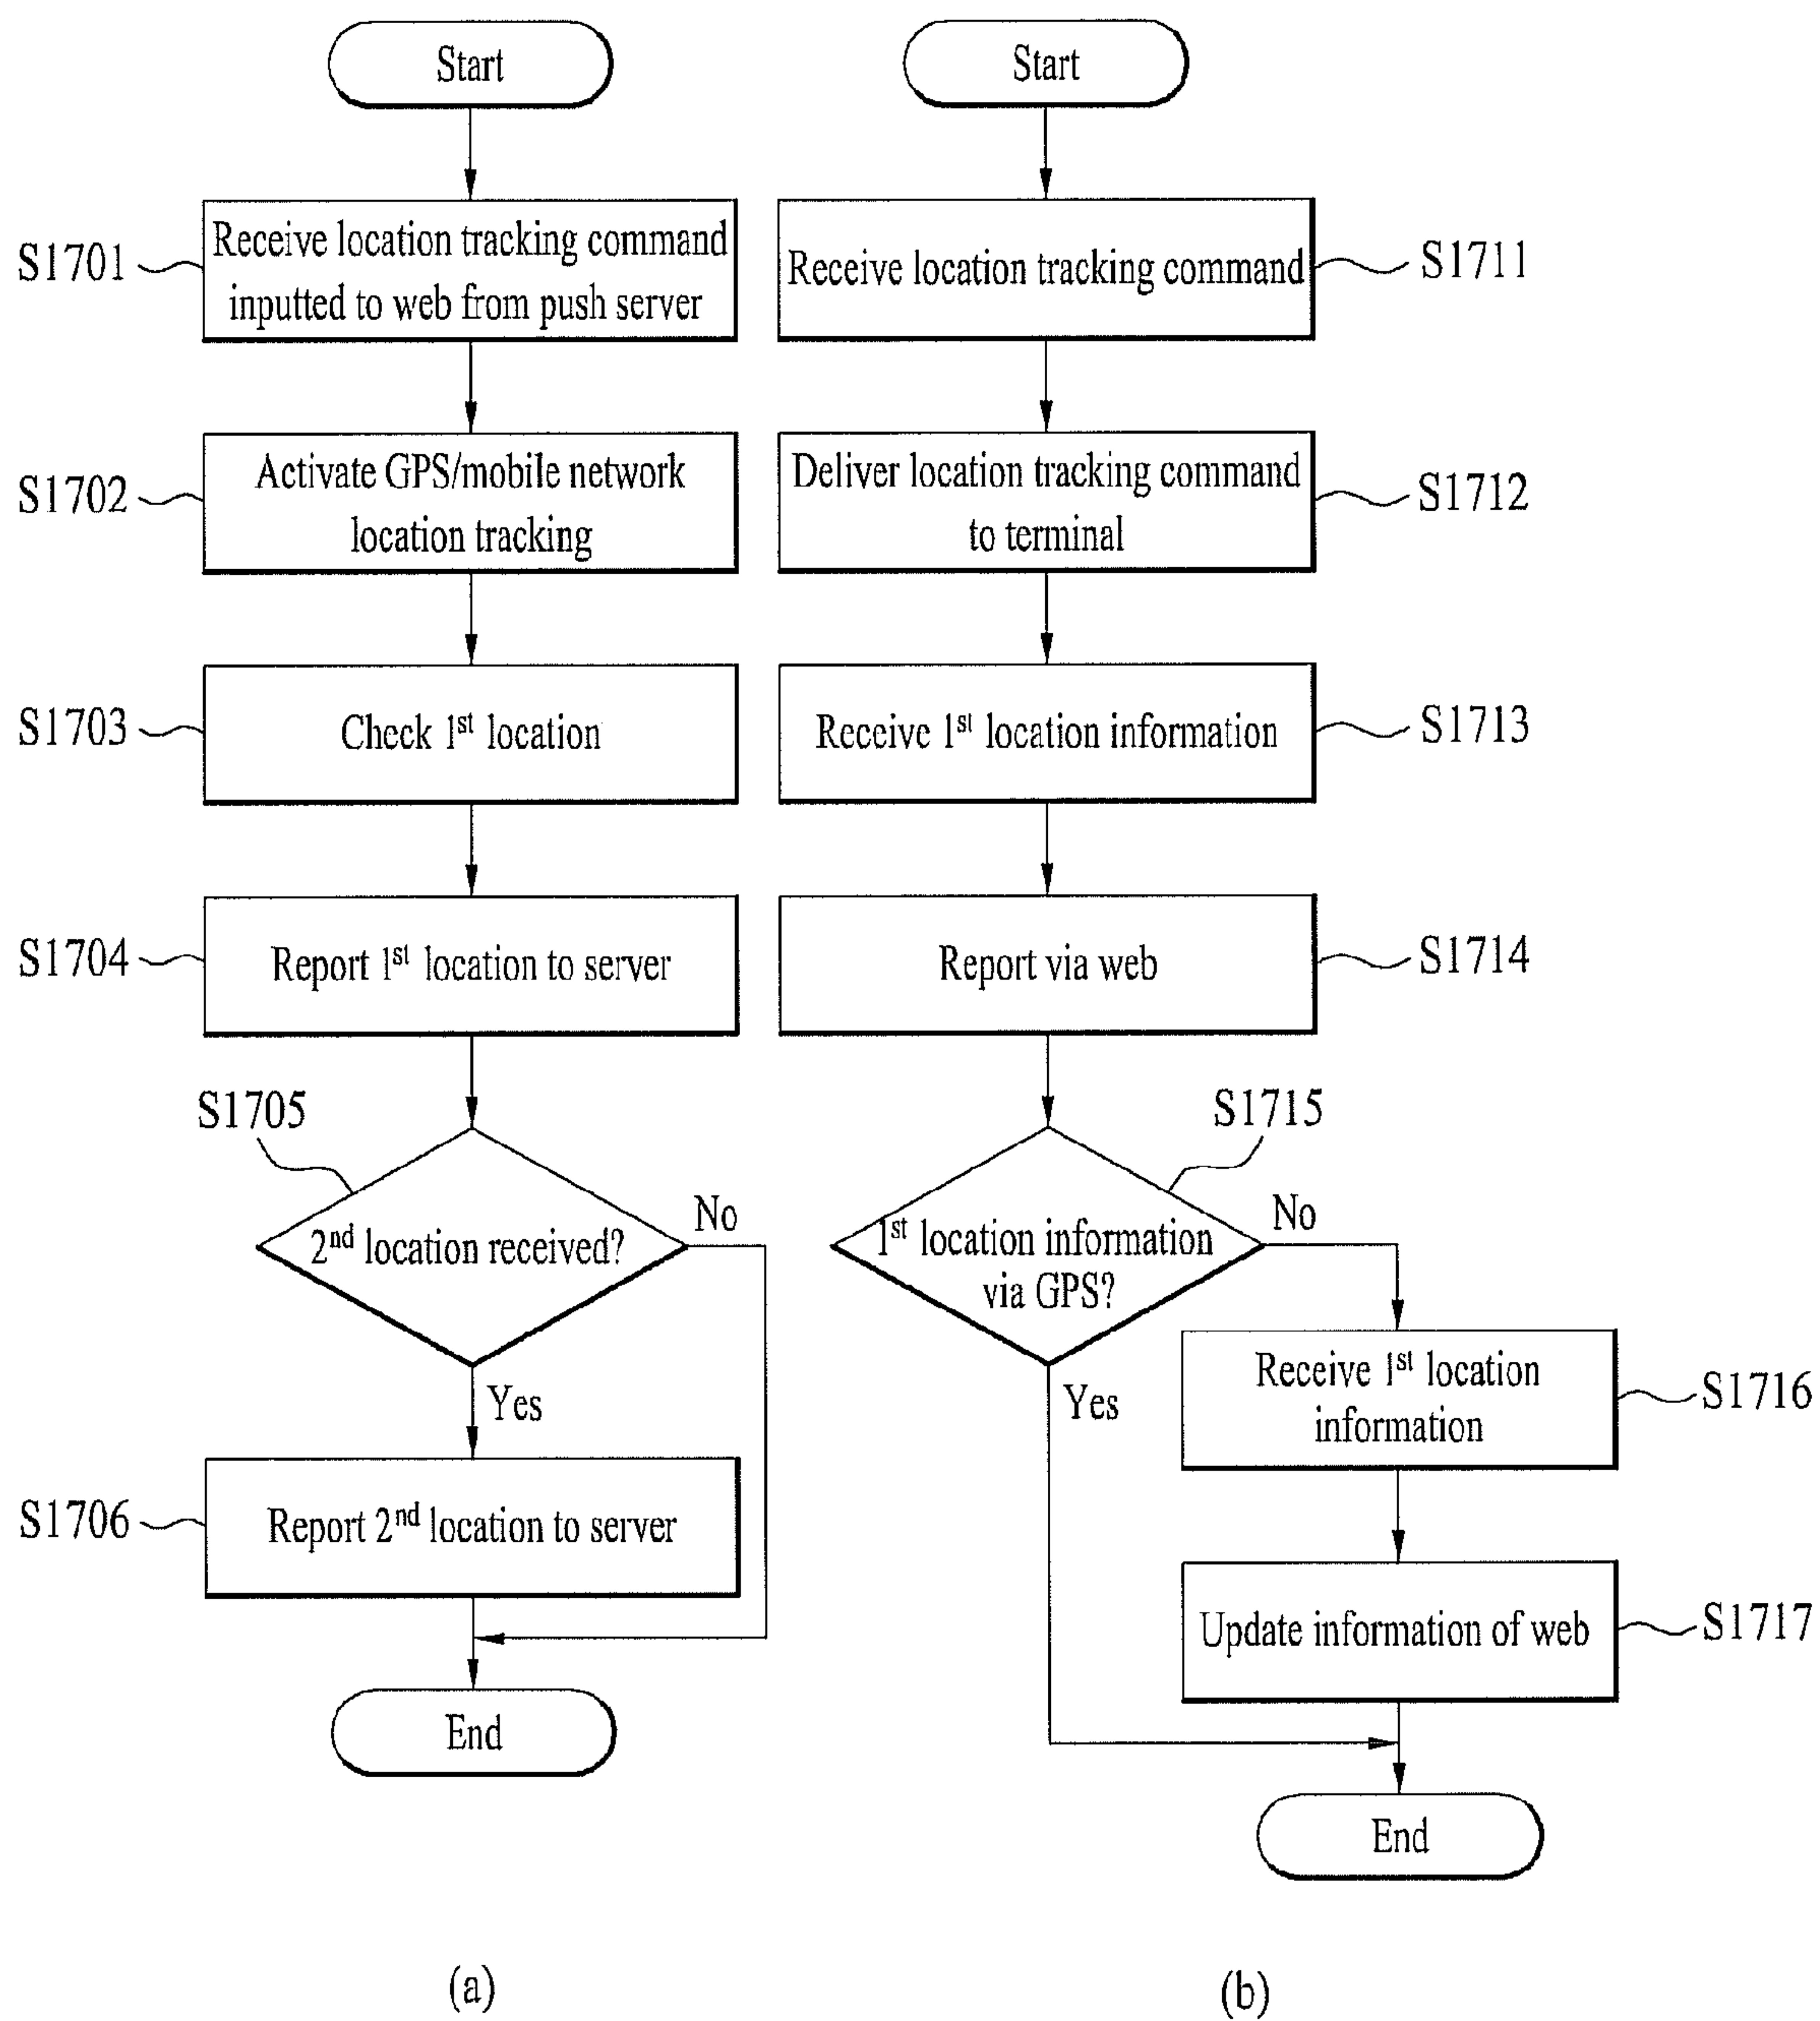 Start
S1701
Receive location tracking command
inputted to web from push server
S1702
Activate GPS/mobile network
location tracking
S1703
Check 1st location
S1704
Report 1st location to server
S1705
2nd location received?
No
Yes
S1706
Report 2nd location to server
End
(a)
Start
Receive location tracking command
S1711
Deliver location tracking command
to terminal
S1712
Receive 1st location information
S1713
Report via web
S1714
S1715
1st location information
via GPS?
No
Yes
Receive 1st location
information
S1716
Update information of web
S1717
End
(b)